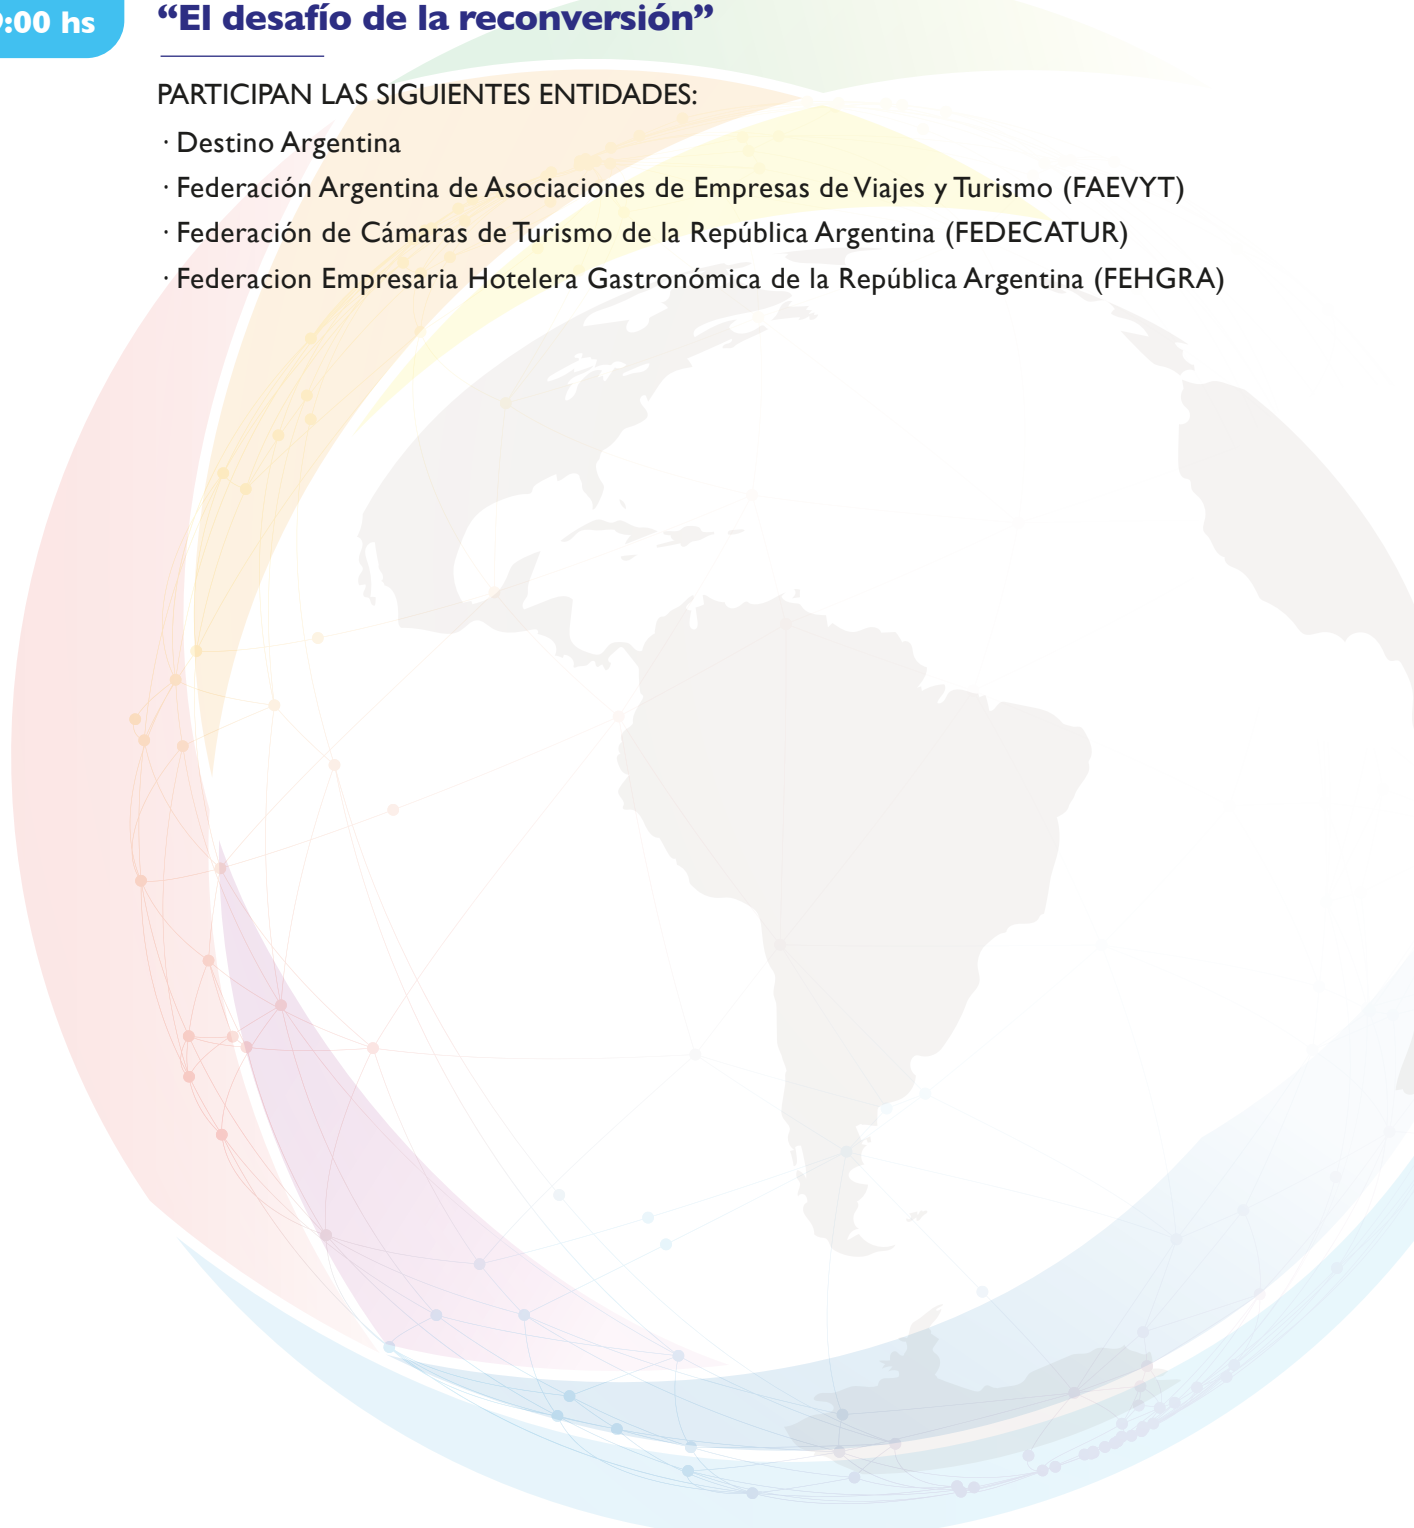 :00 hs
“El desafío de la reconversión”
PARTICIPAN LAS SIGUIENTES ENTIDADES:
· Destino Argentina
· Federación Argentina de Asociaciones de Empresas de Viajes y Turismo (FAEVYT)
· Federación de Cámaras de Turismo de la República Argentina (FEDECATUR)
· Federacion Empresaria Hotelera Gastronómica de la República Argentina (FEHGRA)